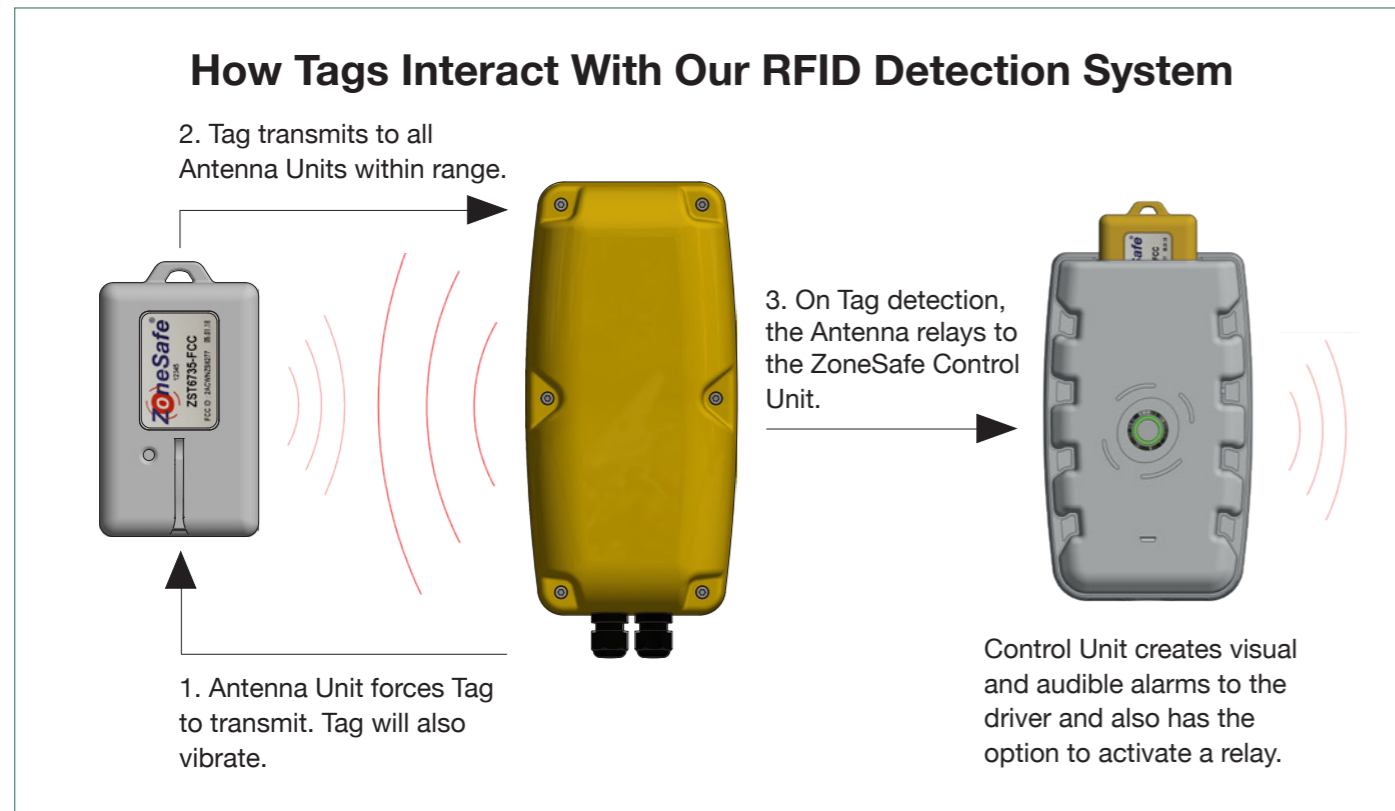 How Tags Interact With Our RFID Detection System
2. Tag transmits to all
Antenna Units within range.
ZoneSafe®
12345
ZST6735-FCC
3. On Tag detection,
the Antenna relays to
the ZoneSafe Control
Unit.
1. Antenna Unit forces Tag
to transmit. Tag will also
vibrate.
Control Unit creates visual
and audible alarms to the
driver and also has the
option to activate a relay.